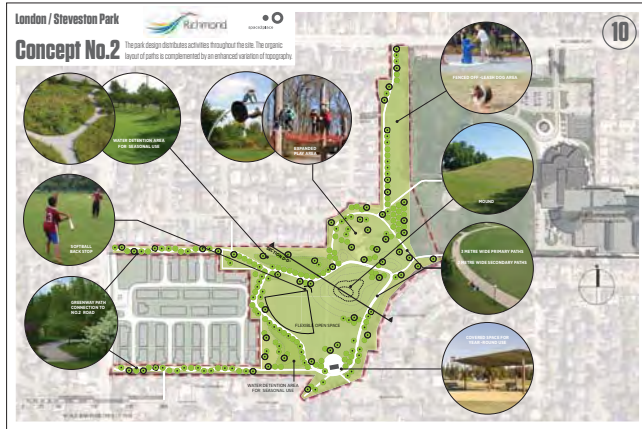 London / Steveston Park
Richmond
space2place
10
Concept No.2
The park design distributes activities throughout the site. The organic
layout of paths is complemented by an enhanced variation of topography.
WATER DETENTION AREA
FOR SEASONAL USE
EXPANDED
PLAY AREA
FENCED OFF-LEASH DOG AREA
MOUND
SOFTBALL
BACK STOP
3 METRE WIDE PRIMARY PATHS
METRE WIDE SECONDARY PATHS
GREENWAY PATH
CONNECTION TO
NO.2 ROAD
FLEXIBLE OPEN SPACE
COVERED SPACE FOR
YEAR-ROUND USE
WATER DETENTION AREA
FOR SEASONAL USE